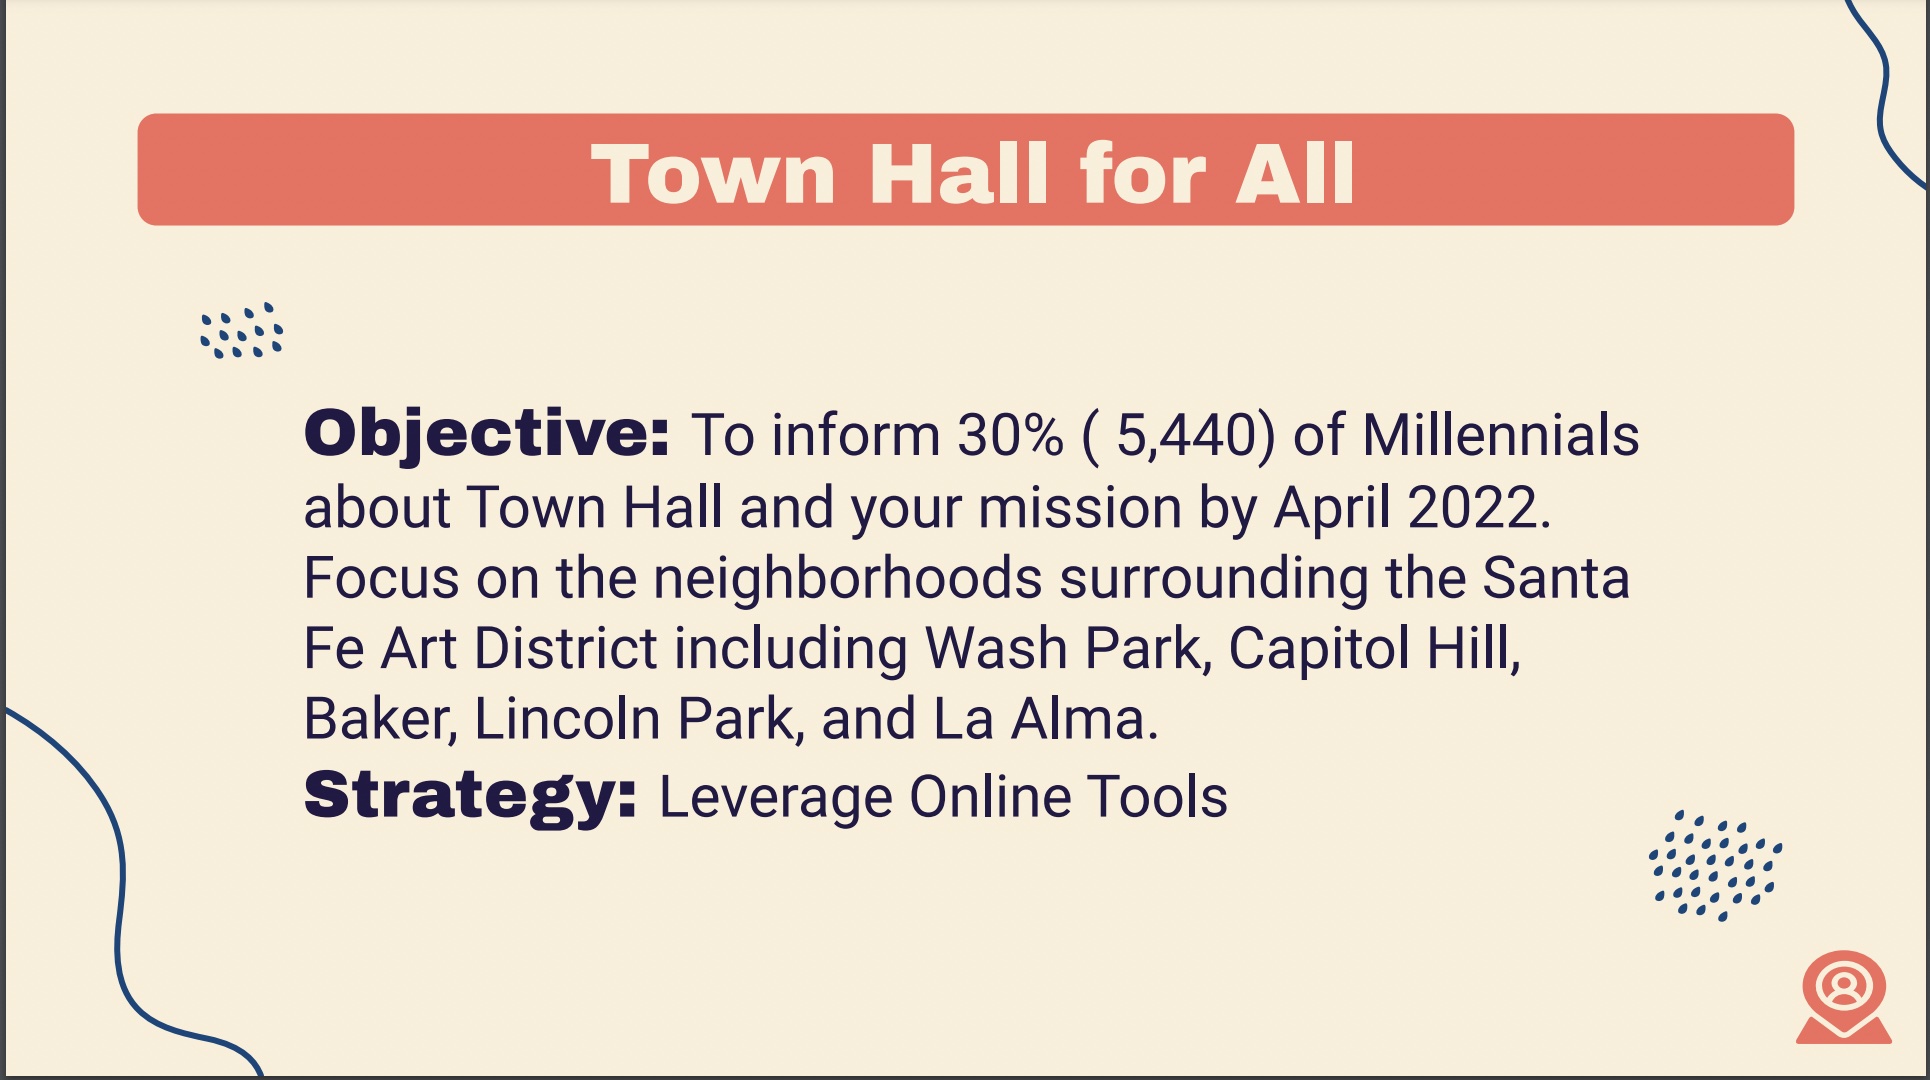 Town Hall for All
Objective: To inform 30% ( 5,440) of Millennials
about Town Hall and your mission by April 2022.
Focus on the neighborhoods surrounding the Santa
Fe Art District including Wash Park, Capitol Hill,
Baker, Lincoln Park, and La Alma.
Strategy: Leverage Online Tools